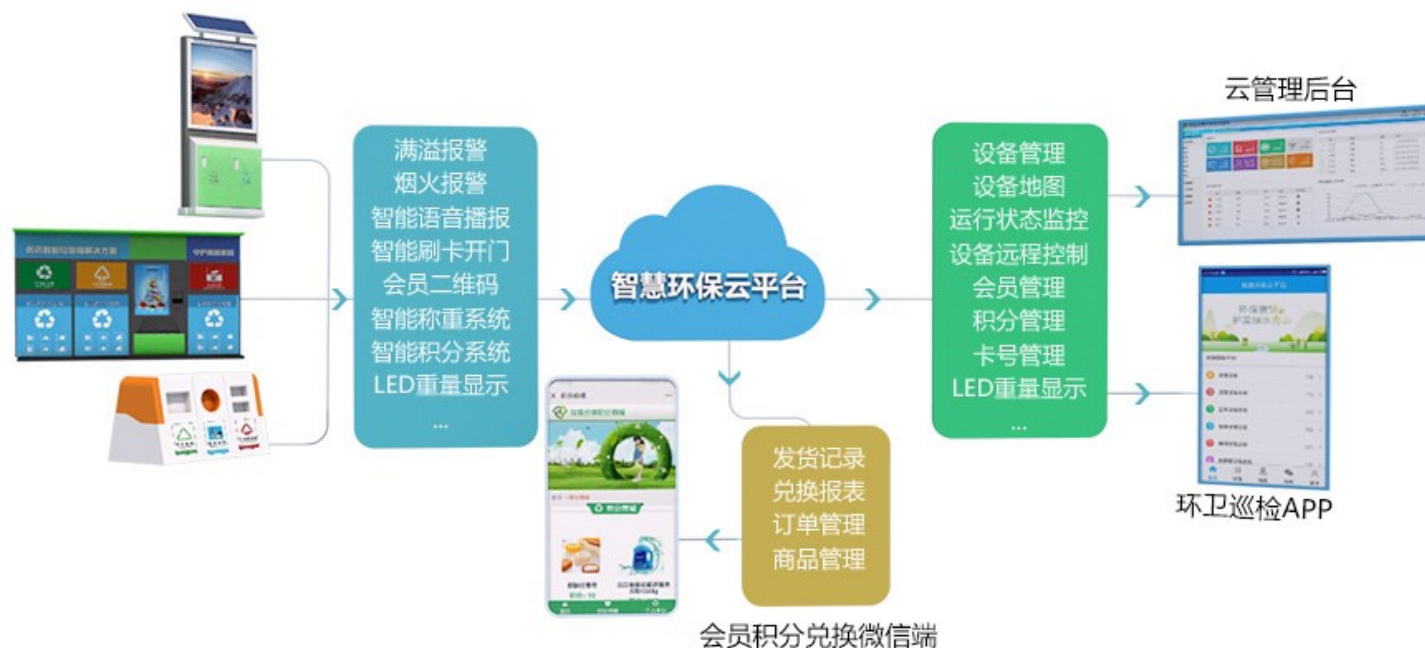 满溢报警
烟火报警
智能语音播报
智能刷卡开门
会员二维码
智能称重系统
智能积分系统
LED重量显示
...
智慧环保云平台
设备管理
设备地图
运行状态监控
设备远程控制
会员管理
积分管理
卡号管理
LED重量显示
...
云管理后台
环卫巡检APP
发货记录
兑换报表
订单管理
商品管理
会员积分兑换微信端